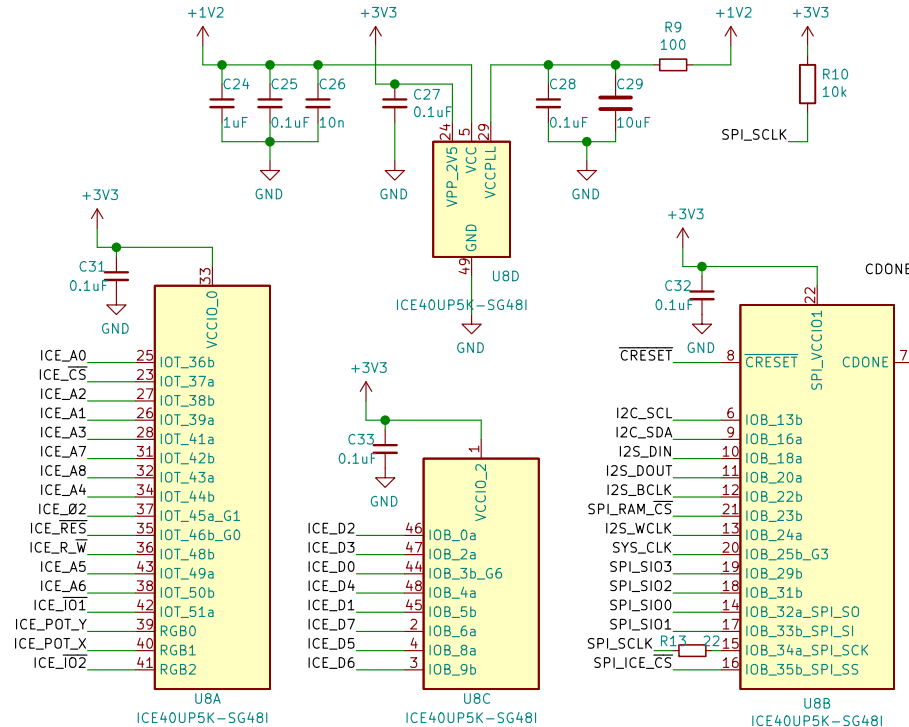 +1V2
+3V3
R9
100
+1V2
+3V3
C24
1uF
C25
0.1uF
C26
10n
C27
0.1uF
24
5
29
VPP_2V5
VCC
VCCPLL
C28
0.1uF
C29
10uF
R10
10k
SPI_SCLK
GND
GND
GND
GND
49
U8D
ICE40UP5K-SG48I
GND
+3V3
C31
0.1uF
GND
33
VCCIO_0
ICE_A0 25 IOT_36b
ICE_C̅S̅ 23 IOT_37a
ICE_A2 27 IOT_38b
ICE_A1 26 IOT_39a
ICE_A3 28 IOT_41a
ICE_A7 31 IOT_42b
ICE_A8 32 IOT_43a
ICE_A4 34 IOT_44b
ICE_Ø2 37 IOT_45a_G1
ICE_R̅E̅S̅ 35 IOT_46b_G0
ICE_R_W̅ 36 IOT_48b
ICE_A5 43 IOT_49a
ICE_A6 38 IOT_50b
ICE_I̅O̅1̅ 42 IOT_51a
ICE_POT_Y 39 RGB0
ICE_POT_X 40 RGB1
ICE_I̅O̅2̅ 41 RGB2
U8A
ICE40UP5K-SG48I
+3V3
C33
0.1uF
GND
1
VCCIO_2
ICE_D2 46 IOB_0a
ICE_D3 47 IOB_2a
ICE_D0 44 IOB_3b_G6
ICE_D4 48 IOB_4a
ICE_D1 45 IOB_5b
ICE_D7 2 IOB_6a
ICE_D5 4 IOB_8a
ICE_D6 3 IOB_9b
U8C
ICE40UP5K-SG48I
+3V3
C32
0.1uF
GND
22
SPI_VCCIO1
CDONE
C̅R̅E̅S̅E̅T̅ 8 C̅R̅E̅S̅E̅T̅ CDONE 7
I2C_SCL 6 IOB_13b
I2C_SDA 9 IOB_16a
I2S_DIN 10 IOB_18a
I2S_DOUT 11 IOB_20a
I2S_BCLK 12 IOB_22b
SPI_RAM_C̅S̅ 21 IOB_23b
I2S_WCLK 13 IOB_24a
SYS_CLK 20 IOB_25b_G3
SPI_SIO3 19 IOB_29b
SPI_SIO2 18 IOB_31b
SPI_SIO0 14 IOB_32a_SPI_SO
SPI_SIO1 17 IOB_33b_SPI_SI
SPI_SCLK R13 22 15 IOB_34a_SPI_SCK
SPI_ICE_C̅S̅ 16 IOB_35b_SPI_SS
U8B
ICE40UP5K-SG48I